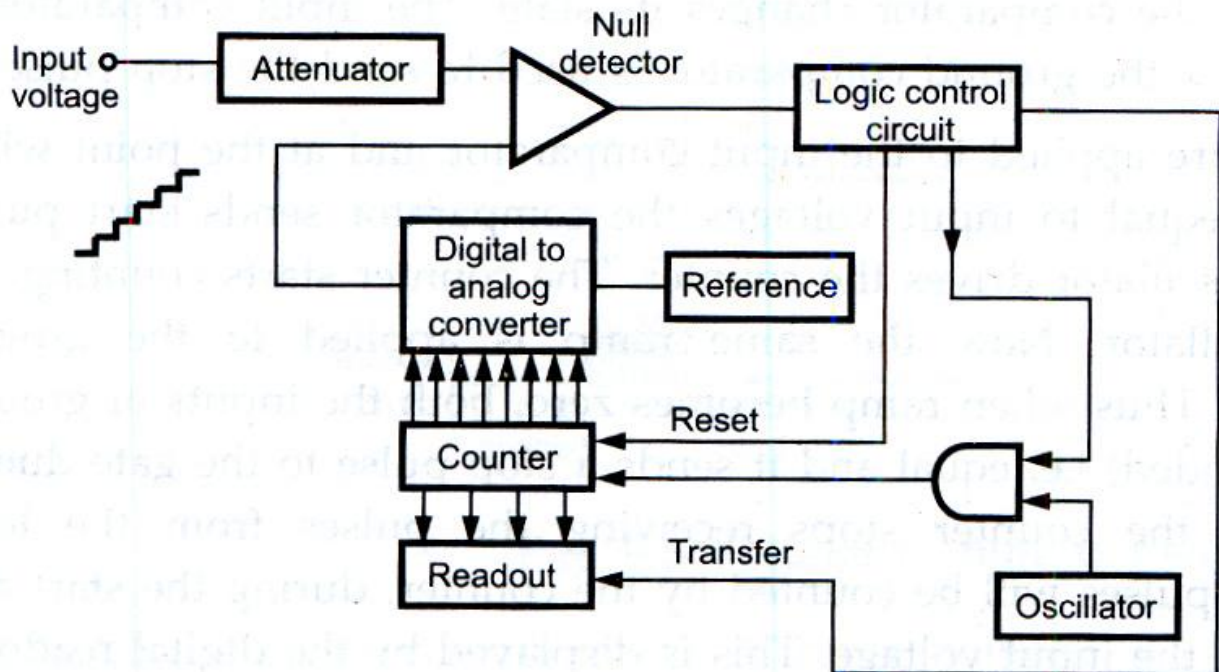 Input
voltage
Attenuator
Null
detector
Logic control
circuit
Digital to
analog
converter
Reference
Reset
Counter
Transfer
Readout
Oscillator